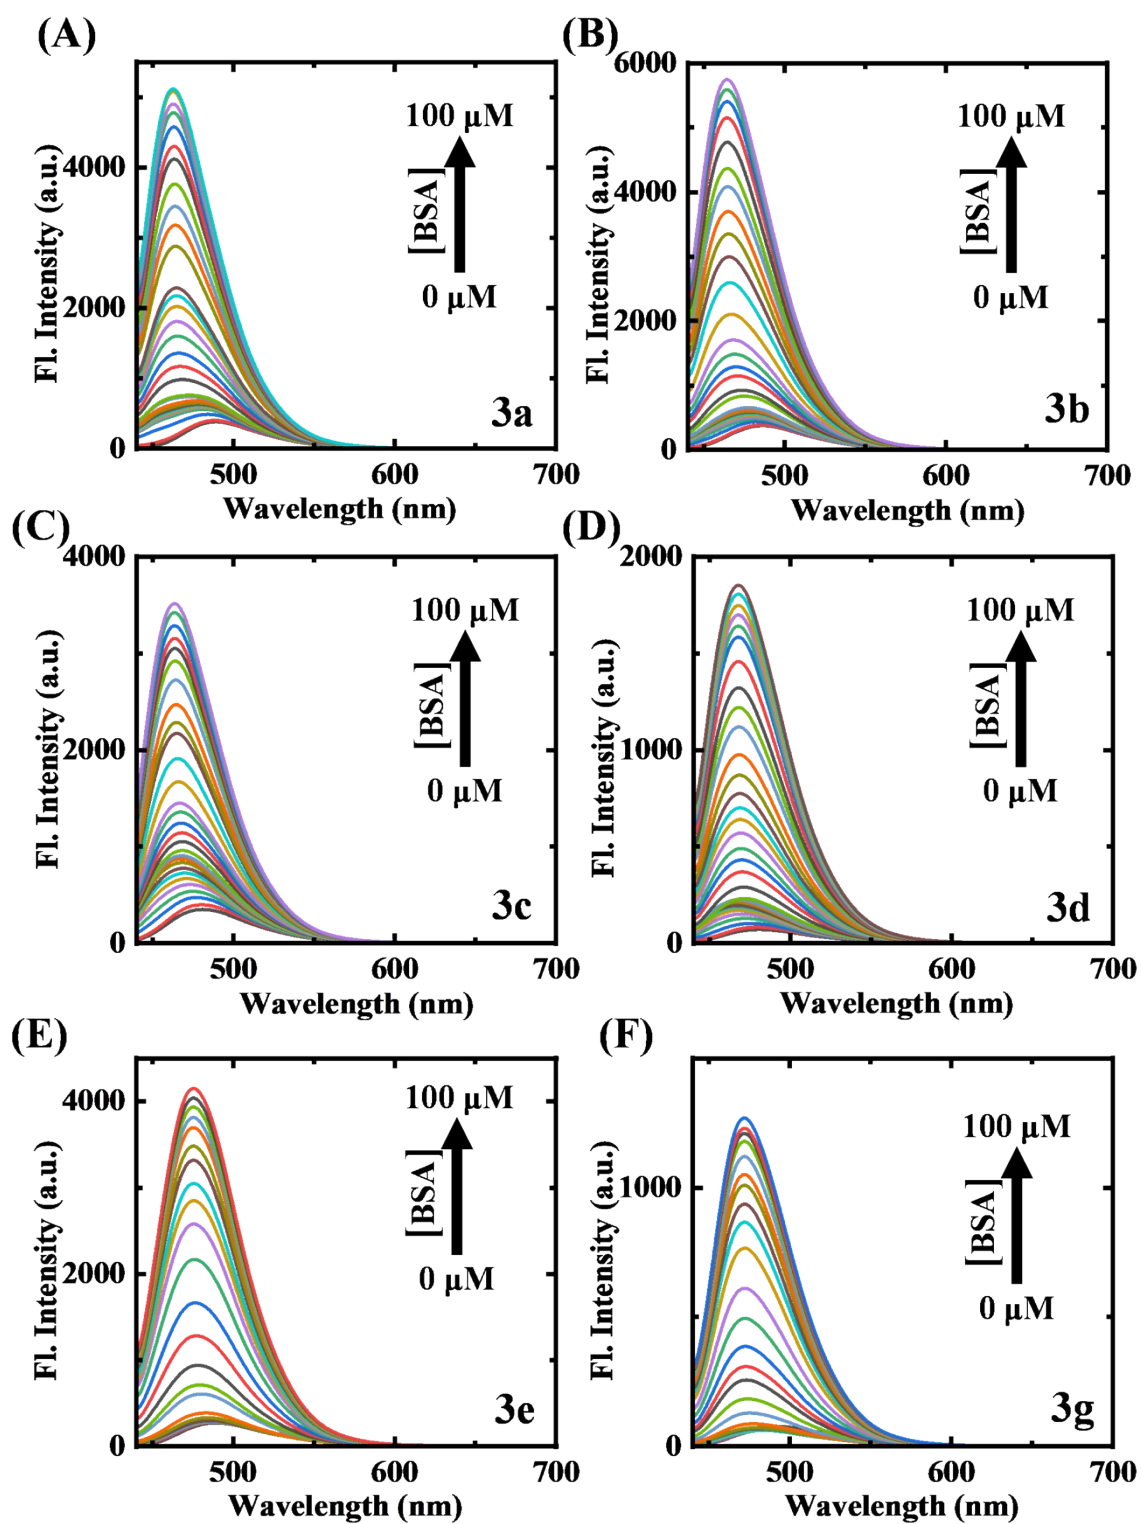 (A)
Fl. Intensity (a.u.)
4000
2000
0
500
600
700
Wavelength (nm)
100 µM
[BSA]
0 µM
3a
(B)
Fl. Intensity (a.u.)
6000
4000
2000
0
500
600
700
Wavelength (nm)
100 µM
[BSA]
0 µM
3b
(C)
Fl. Intensity (a.u.)
4000
2000
0
500
600
700
Wavelength (nm)
100 µM
[BSA]
0 µM
3c
(D)
Fl. Intensity (a.u.)
2000
1000
0
500
600
700
Wavelength (nm)
100 µM
[BSA]
0 µM
3d
(E)
Fl. Intensity (a.u.)
4000
2000
0
500
600
700
Wavelength (nm)
100 µM
[BSA]
0 µM
3e
(F)
Fl. Intensity (a.u.)
1000
0
500
600
700
Wavelength (nm)
100 µM
[BSA]
0 µM
3g